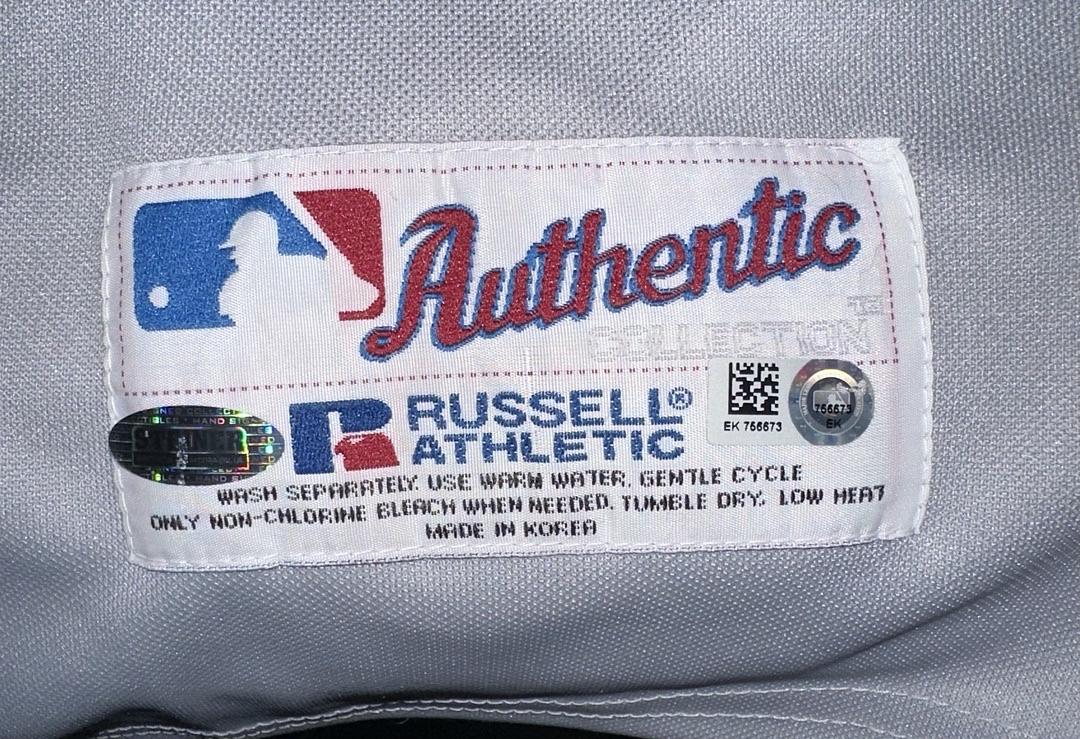 Authentic
COLLECTION
RUSSELL®
ATHLETIC
EK 756673
756673
EK
STEINER
WASH SEPARATELY. USE WARM WATER. GENTLE CYCLE
ONLY NON-CHLORINE BLEACH WHEN NEEDED. TUMBLE DRY. LOW HEAT
MADE IN KOREA